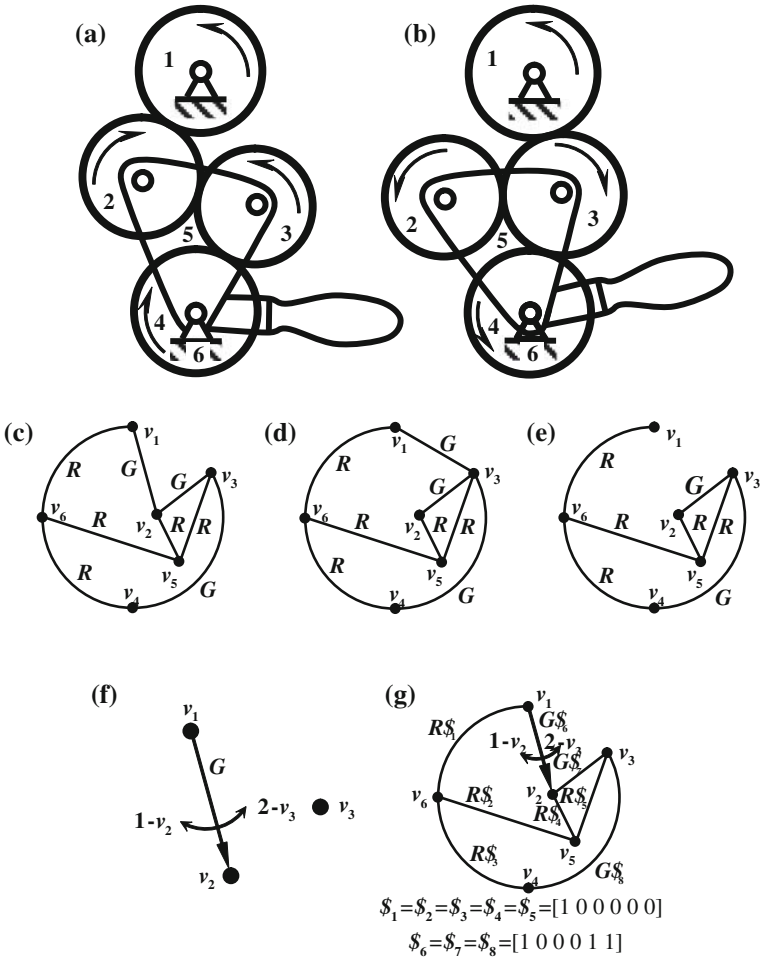 (a)
1
2
3
5
4
6
(b)
1
2
3
5
4
6
(c)
v1
R
G
G
v3
v6
R
v2
R
R
R
v5
v4
G
(d)
v1
G
R
v3
G
v6
R
v2
R
R
R
v5
v4
G
(e)
v1
R
G
v3
v6
R
v2
R
R
R
v5
v4
G
(f)
v1
G
1-v2
2-v3
v3
v2
(g)
v1
R$1
G$6
1-v2
2-v3
v3
G$7
v6
R$2
v2
R$5
R$4
R$3
v5
v4
G$8
$1=$2=$3=$4=$5=[1 0 0 0 0 0]
$6=$7=$8=[1 0 0 0 1 1]